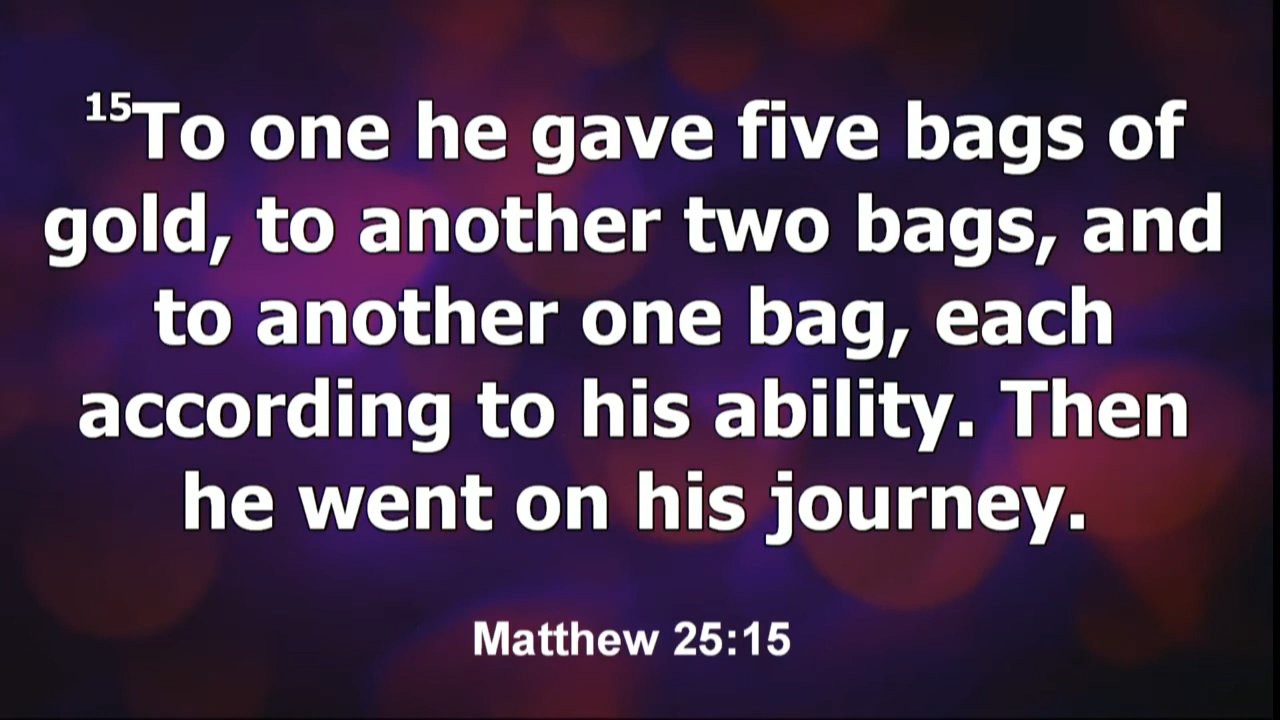 15To one he gave five bags of
gold, to another two bags, and
to another one bag, each
according to his ability. Then
he went on his journey.
Matthew 25:15